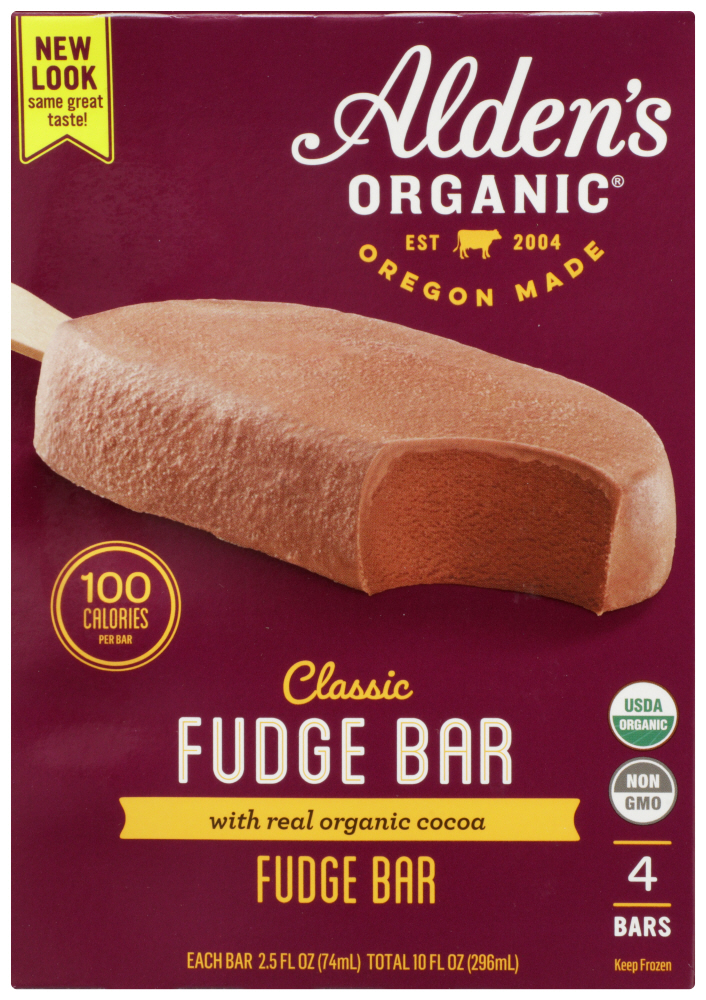 NEW
LOOK
same great
taste!
Alden's
ORGANIC®
EST 2004
OREGON MADE
100
CALORIES
PER BAR
Classic
FUDGE BAR
with real organic cocoa
FUDGE BAR
USDA
ORGANIC
NON
GMO
4
BARS
EACH BAR 2.5 FL OZ (74mL) TOTAL 10 FL OZ (296mL)
Keep Frozen